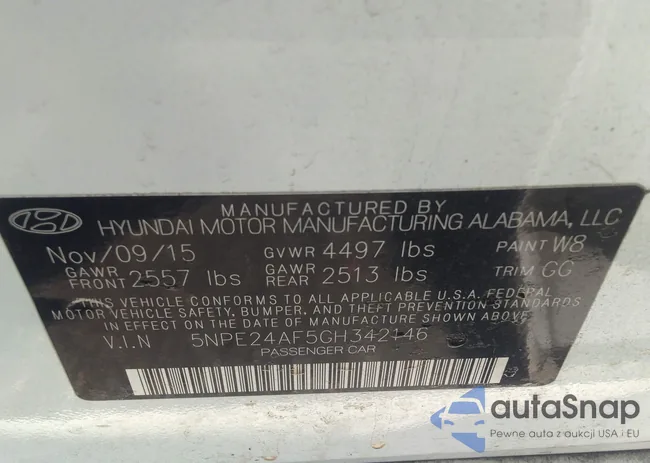 MANUFACTURED BY
HYUNDAI MOTOR MANUFACTURING ALABAMA, LLC
Nov/09/15 GVWR 4497 lbs PAINT W8
GAWR FRONT 2557 lbs GAWR REAR 2513 lbs TRIM GG
THIS VEHICLE CONFORMS TO ALL APPLICABLE U.S.A. FEDERAL
MOTOR VEHICLE SAFETY, BUMPER, AND THEFT PREVENTION STANDARDS
IN EFFECT ON THE DATE OF MANUFACTURE SHOWN ABOVE.
V.I.N 5NPE24AF5GH342146
PASSENGER CAR
autaSnap
Pewne auta z aukcji USA i EU